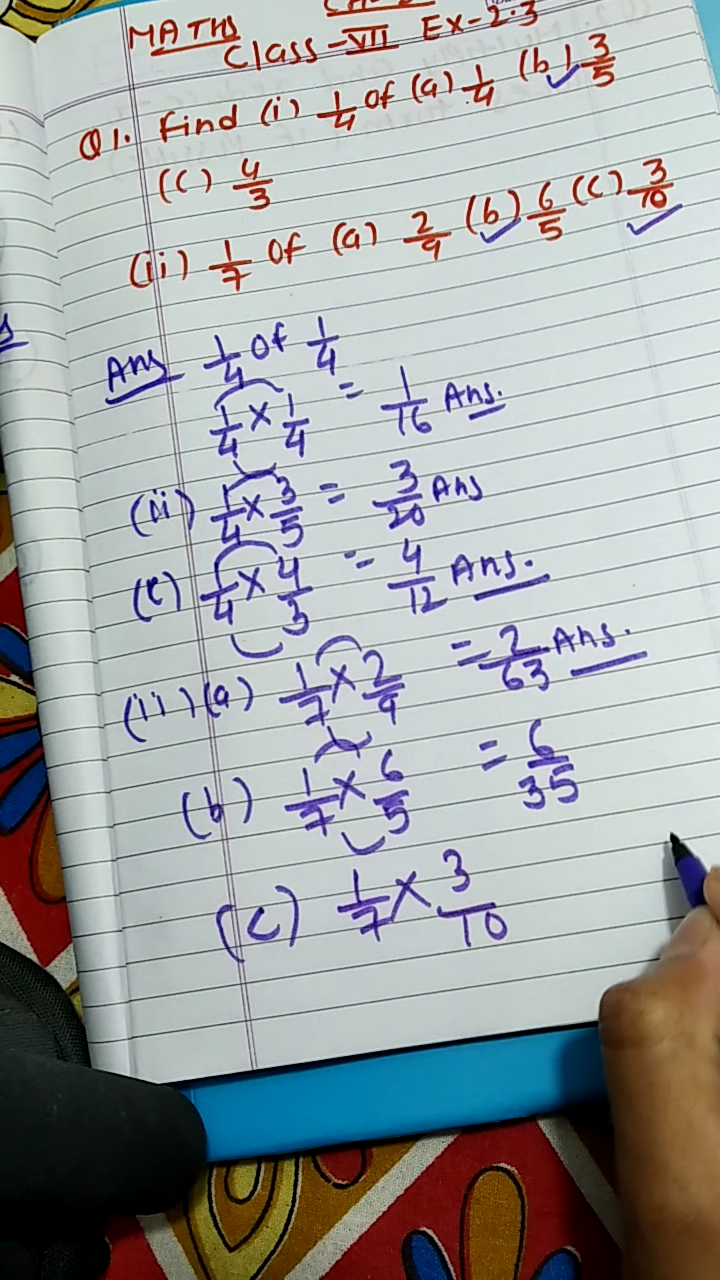 MATHS
Class-VII Ex-2.3
Q1. Find (i) 1/4 of (a) 1/4 (b) 3/5
(c) 4/3
(ii) 1/7 of (a) 2/9 (b) 6/5 (c) 3/10
Ans 1/4 of 1/4
1/4 × 1/4 = 1/16 Ans.
(ii) 1/4 × 3/5 = 3/20 Ans
(c) 1/4 × 4/3 = 4/12 Ans.
(ii) (a) 1/7 × 2/9 = 2/63 Ans.
(b) 1/7 × 6/5 = 6/35
(c) 1/7 × 3/10